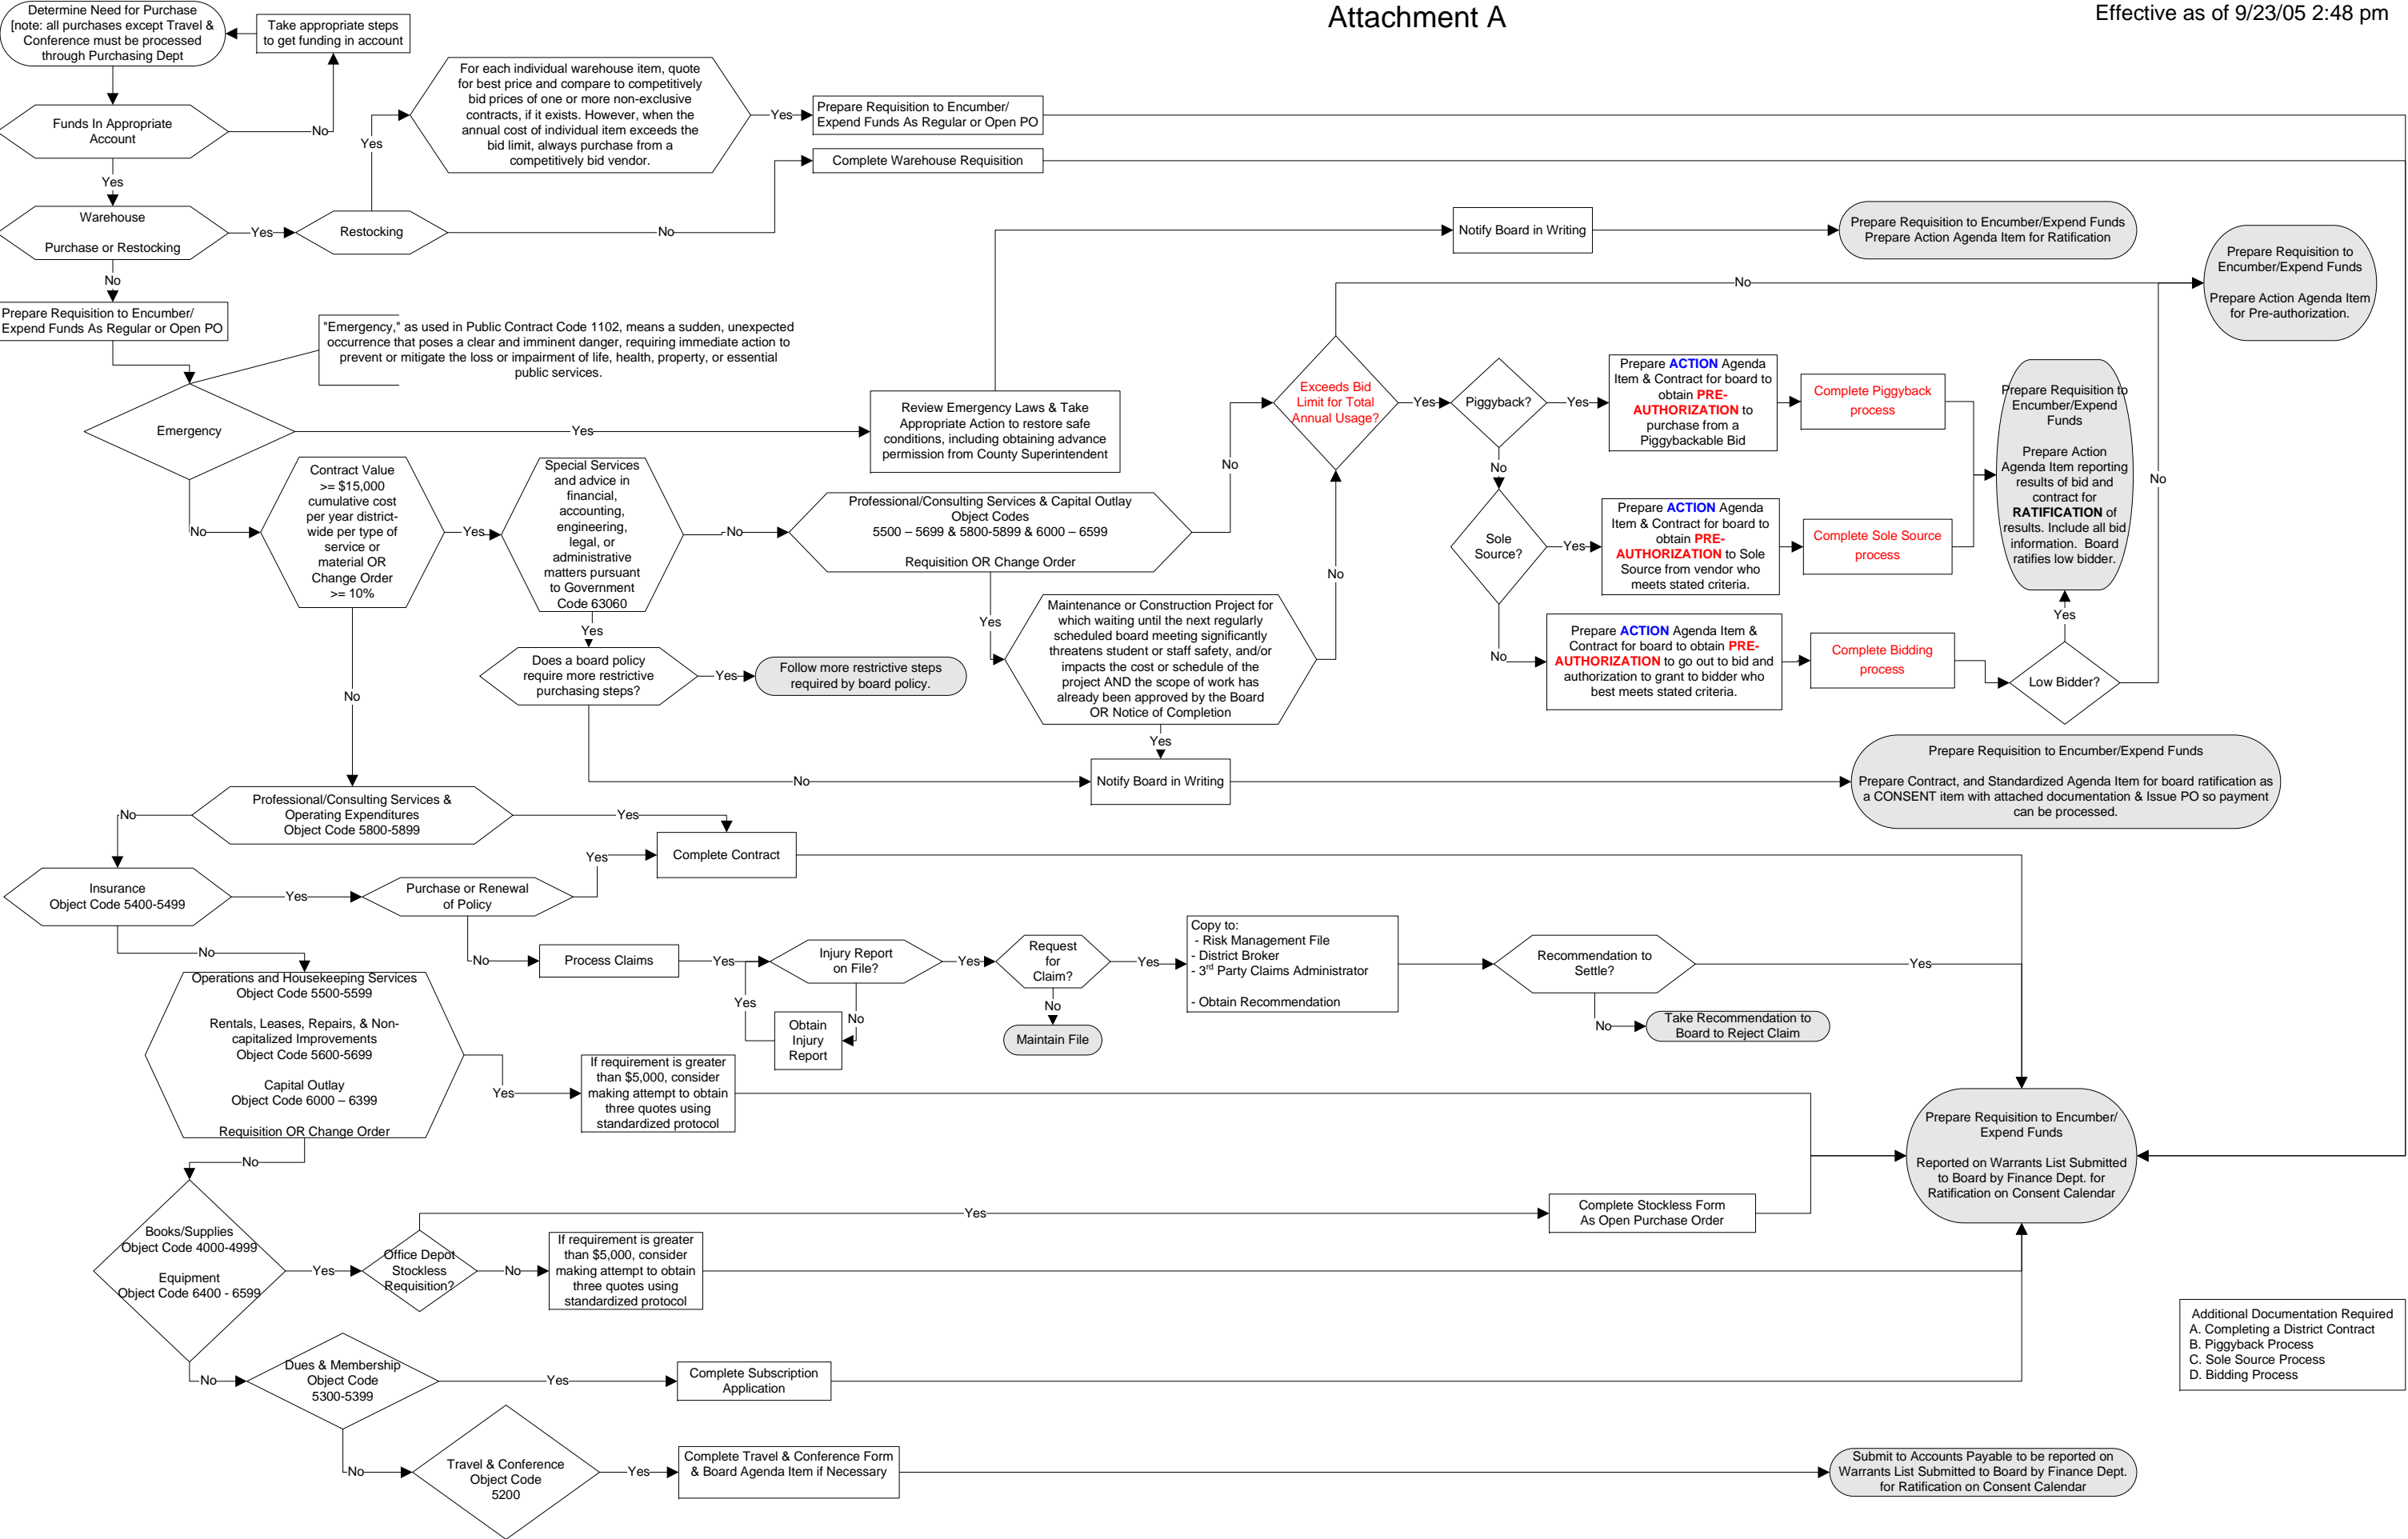 Attachment A
Effective as of 9/23/05 2:48 pm
Determine Need for Purchase
[note: all purchases except Travel &
Conference must be processed
through Purchasing Dept
Take appropriate steps
to get funding in account
Funds In Appropriate
Account
No
Yes
For each individual warehouse item, quote
for best price and compare to competitively
bid prices of one or more non-exclusive
contracts, if it exists. However, when the
annual cost of individual item exceeds the
bid limit, always purchase from a
competitively bid vendor.
Yes
Yes
Prepare Requisition to Encumber/
Expend Funds As Regular or Open PO
Complete Warehouse Requisition
Warehouse
Purchase or Restocking
Yes
Restocking
No
No
Prepare Requisition to Encumber/
Expend Funds As Regular or Open PO
"Emergency," as used in Public Contract Code 1102, means a sudden, unexpected
occurrence that poses a clear and imminent danger, requiring immediate action to
prevent or mitigate the loss or impairment of life, health, property, or essential
public services.
Notify Board in Writing
Prepare Requisition to Encumber/Expend Funds
Prepare Action Agenda Item for Ratification
Prepare Requisition to
Encumber/Expend Funds
Prepare Action Agenda Item
for Pre-authorization.
No
Emergency
Yes
Review Emergency Laws & Take
Appropriate Action to restore safe
conditions, including obtaining advance
permission from County Superintendent
Exceeds Bid
Limit for Total
Annual Usage?
Yes
Piggyback?
Yes
Prepare ACTION Agenda
Item & Contract for board to
obtain PRE-
AUTHORIZATION to
purchase from a
Piggybackable Bid
Complete Piggyback
process
Prepare Requisition to
Encumber/Expend
Funds
Prepare Action
Agenda Item reporting
results of bid and
contract for
RATIFICATION of
results. Include all bid
information.  Board
ratifies low bidder.
No
No
Contract Value
>= $15,000
cumulative cost
per year district-
wide per type of
service or
material OR
Change Order
>= 10%
Yes
Special Services
and advice in
financial,
accounting,
engineering,
legal, or
administrative
matters pursuant
to Government
Code 63060
No
Professional/Consulting Services & Capital Outlay
Object Codes
5500 – 5699 & 5800-5899 & 6000 – 6599
Requisition OR Change Order
No
No
Sole
Source?
Yes
Prepare ACTION Agenda
Item & Contract for board to
obtain PRE-
AUTHORIZATION to Sole
Source from vendor who
meets stated criteria.
Complete Sole Source
process
No
Yes
Maintenance or Construction Project for
which waiting until the next regularly
scheduled board meeting significantly
threatens student or staff safety, and/or
impacts the cost or schedule of the
project AND the scope of work has
already been approved by the Board
OR Notice of Completion
No
Prepare ACTION Agenda Item &
Contract for board to obtain PRE-
AUTHORIZATION to go out to bid and
authorization to grant to bidder who
best meets stated criteria.
Complete Bidding
process
Yes
Low Bidder?
Yes
Does a board policy
require more restrictive
purchasing steps?
Yes
Follow more restrictive steps
required by board policy.
No
Yes
No
Notify Board in Writing
Prepare Requisition to Encumber/Expend Funds
Prepare Contract, and Standardized Agenda Item for board ratification as
a CONSENT item with attached documentation & Issue PO so payment
can be processed.
No
Professional/Consulting Services &
Operating Expenditures
Object Code 5800-5899
Yes
Complete Contract
Insurance
Object Code 5400-5499
Yes
Purchase or Renewal
of Policy
Yes
No
No
Process Claims
Yes
Injury Report
on File?
Yes
Request
for
Claim?
Yes
Copy to:
- Risk Management File
- District Broker
- 3rd Party Claims Administrator
- Obtain Recommendation
Recommendation to
Settle?
Yes
Yes
Obtain
Injury
Report
No
No
Maintain File
No
Take Recommendation to
Board to Reject Claim
Operations and Housekeeping Services
Object Code 5500-5599
Rentals, Leases, Repairs, & Non-
capitalized Improvements
Object Code 5600-5699
Capital Outlay
Object Code 6000 – 6399
Requisition OR Change Order
Yes
If requirement is greater
than $5,000, consider
making attempt to obtain
three quotes using
standardized protocol
Prepare Requisition to Encumber/
Expend Funds
Reported on Warrants List Submitted
to Board by Finance Dept. for
Ratification on Consent Calendar
No
Books/Supplies
Object Code 4000-4999
Equipment
Object Code 6400 - 6599
Yes
Office Depot
Stockless
Requisition?
Yes
Complete Stockless Form
As Open Purchase Order
No
If requirement is greater
than $5,000, consider
making attempt to obtain
three quotes using
standardized protocol
No
Dues & Membership
Object Code
5300-5399
Yes
Complete Subscription
Application
Additional Documentation Required
A. Completing a District Contract
B. Piggyback Process
C. Sole Source Process
D. Bidding Process
No
Travel & Conference
Object Code
5200
Yes
Complete Travel & Conference Form
& Board Agenda Item if Necessary
Submit to Accounts Payable to be reported on
Warrants List Submitted to Board by Finance Dept.
for Ratification on Consent Calendar